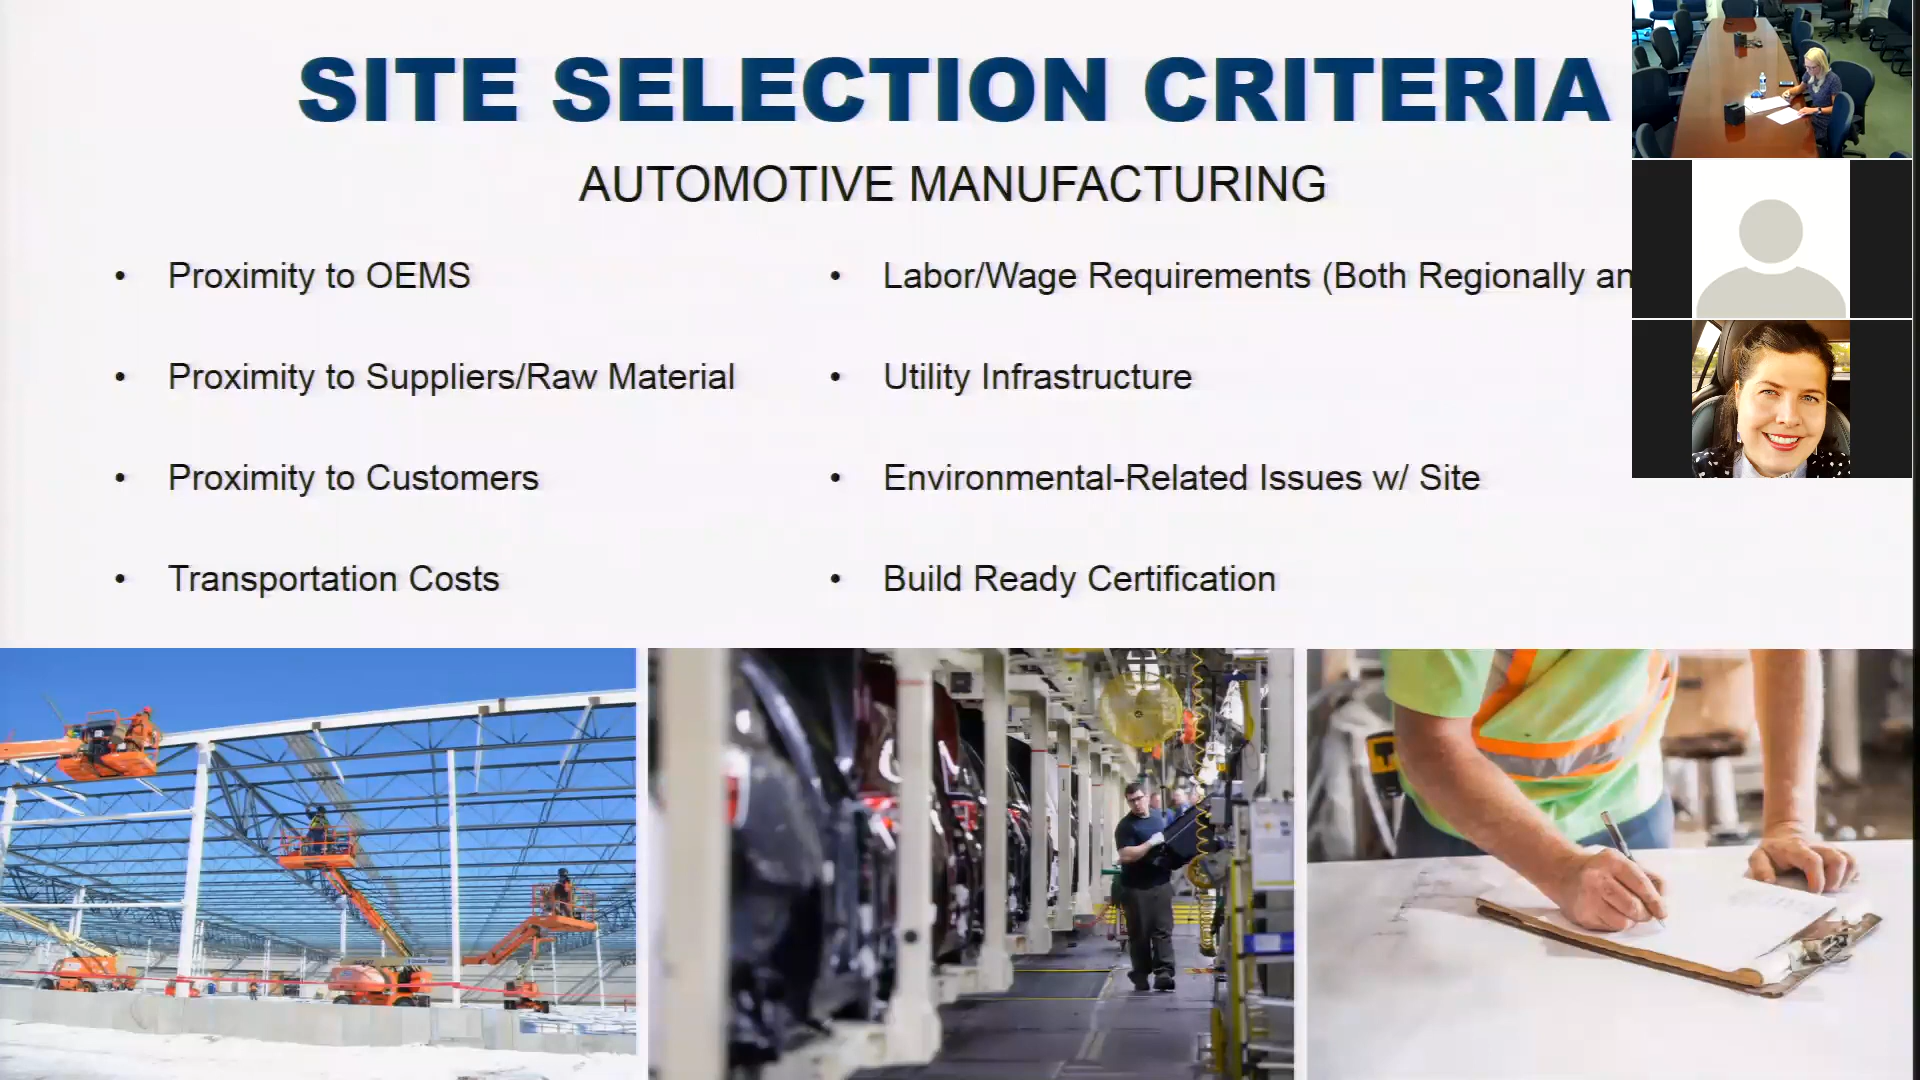 SITE SELECTION CRITERIA
AUTOMOTIVE MANUFACTURING
• Proximity to OEMS
• Proximity to Suppliers/Raw Material
• Proximity to Customers
• Transportation Costs
• Labor/Wage Requirements (Both Regionally an
• Utility Infrastructure
• Environmental-Related Issues w/ Site
• Build Ready Certification